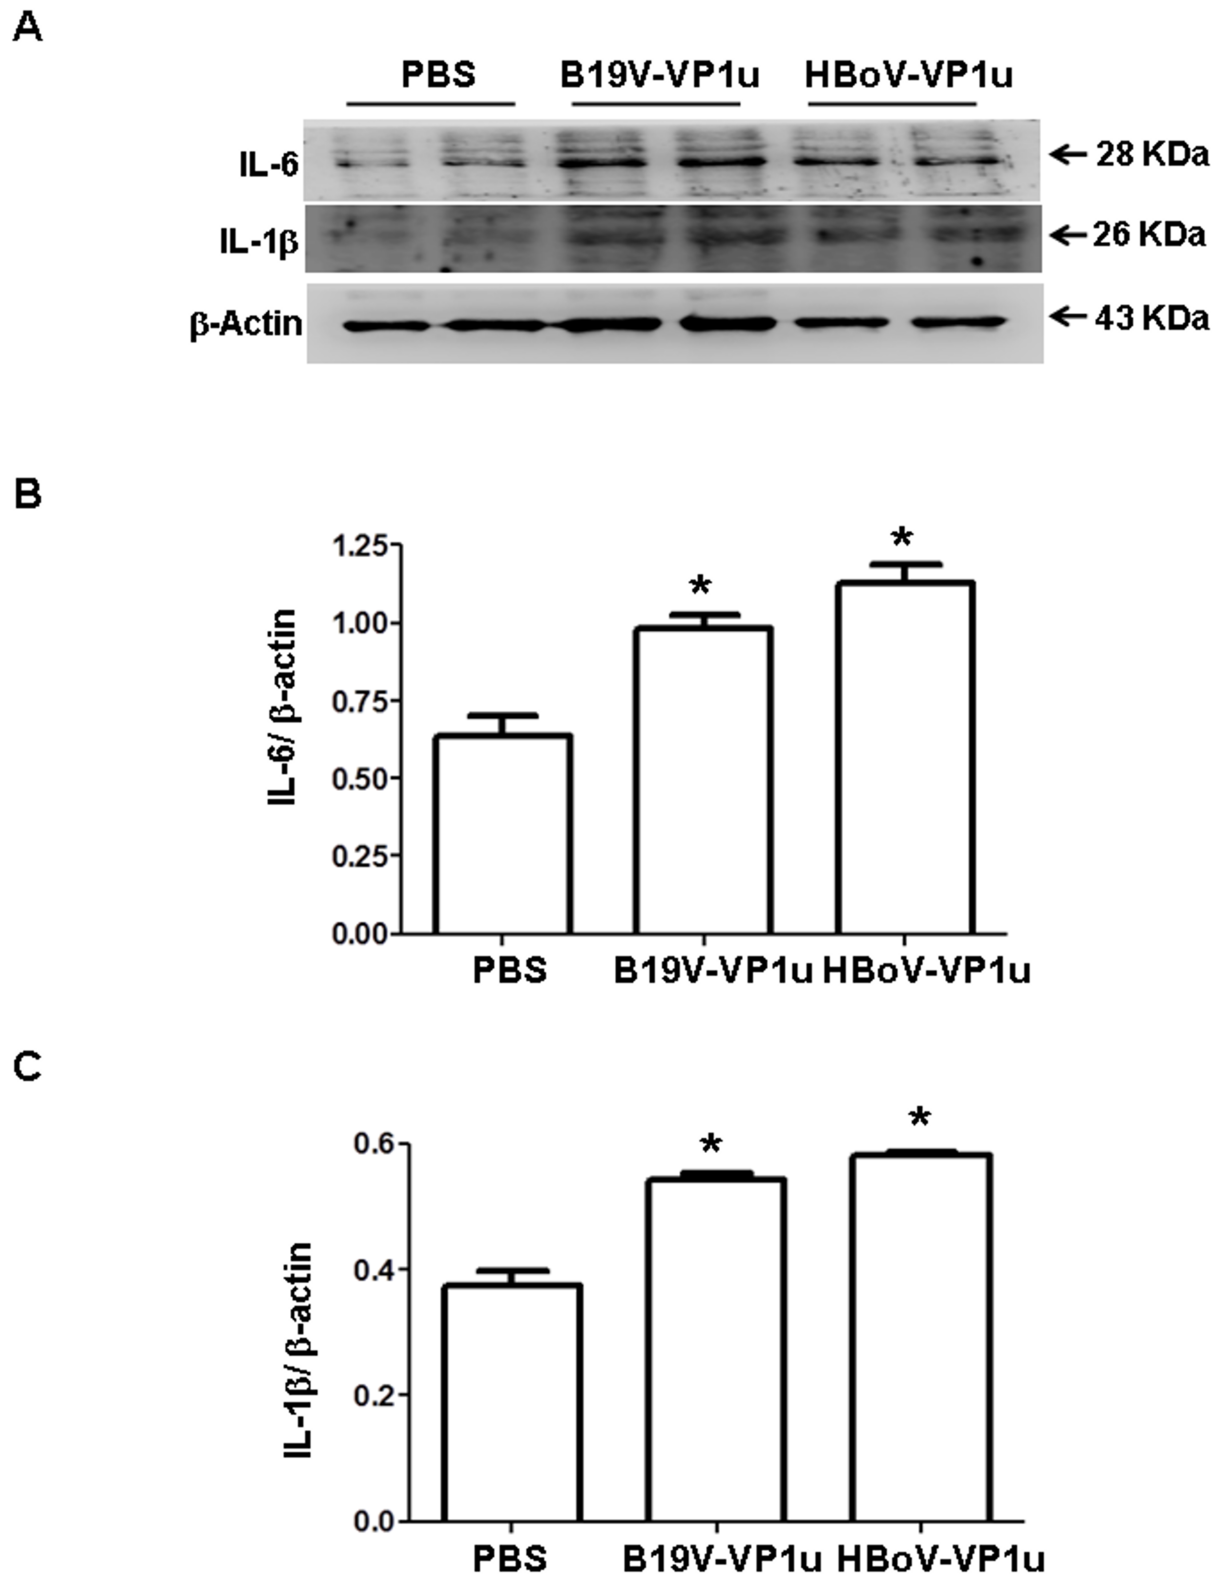 A
PBS B19V-VP1u HBoV-VP1u
IL-6 ← 28 KDa
IL-1β ← 26 KDa
β-Actin ← 43 KDa
B
*
*
1.25
1.00
0.75
0.50
0.25
0.00
IL-6/ β-actin
PBS B19V-VP1u HBoV-VP1u
C
*
*
0.6
0.4
0.2
0.0
IL-1β/ β-actin
PBS B19V-VP1u HBoV-VP1u